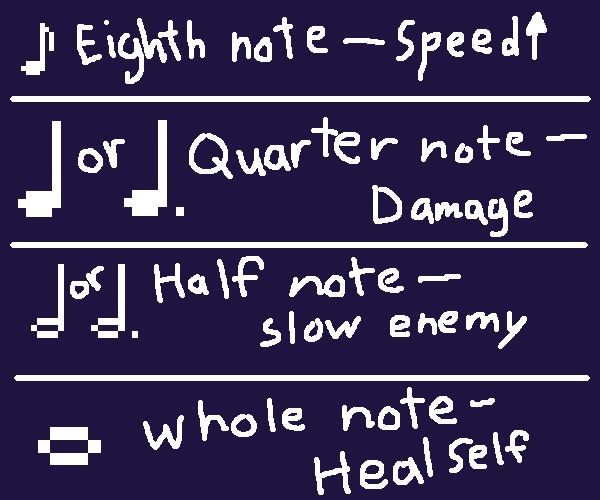 Eighth note — Speed↑
or Quarter note —
Damage
or Half note —
slow enemy
whole note -
Heal self